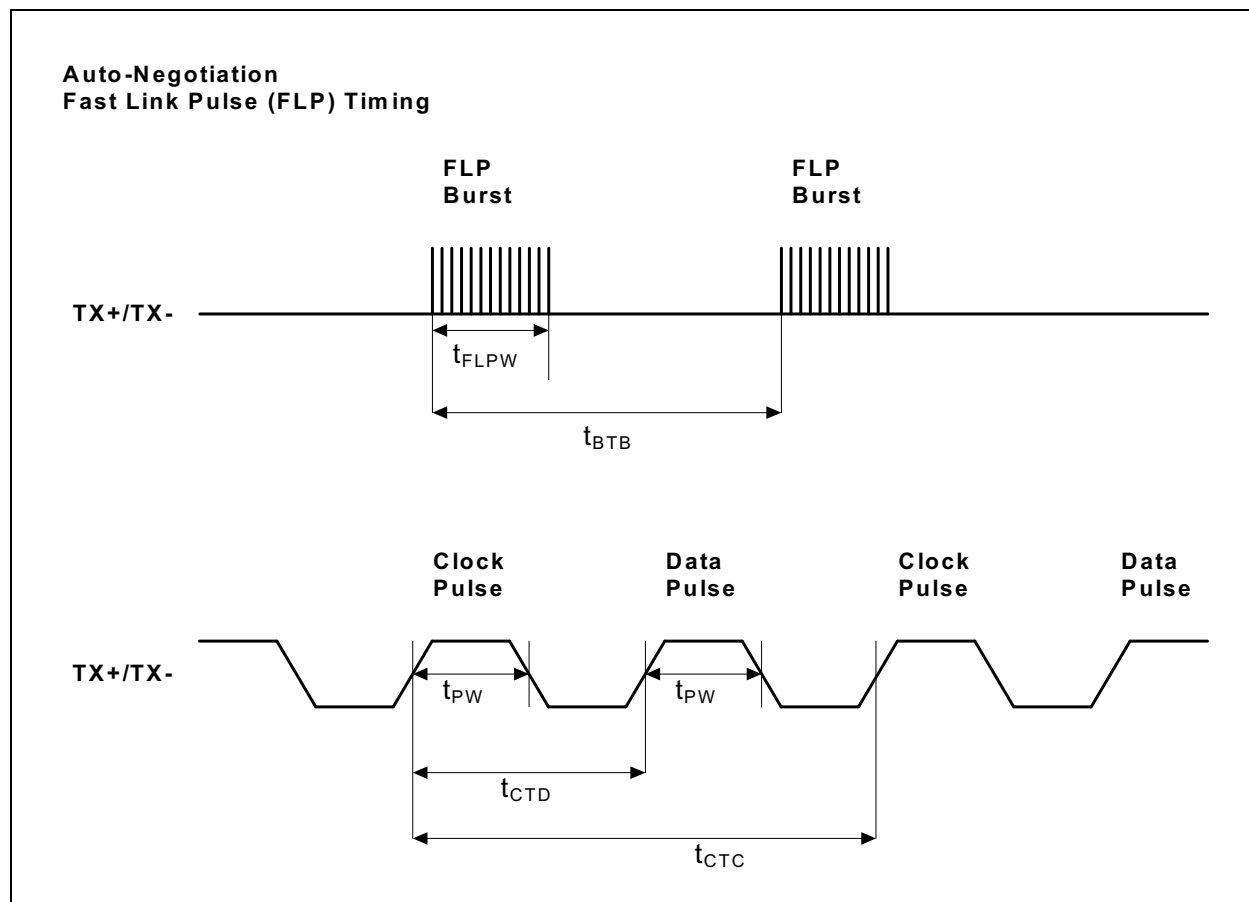 Auto-Negotiation
Fast Link Pulse (FLP) Timing
FLP
Burst
FLP
Burst
TX+/TX-
tFLPW
tBTB
Clock
Pulse
Data
Pulse
Clock
Pulse
Data
Pulse
TX+/TX-
tPW
tPW
tCTD
tCTC